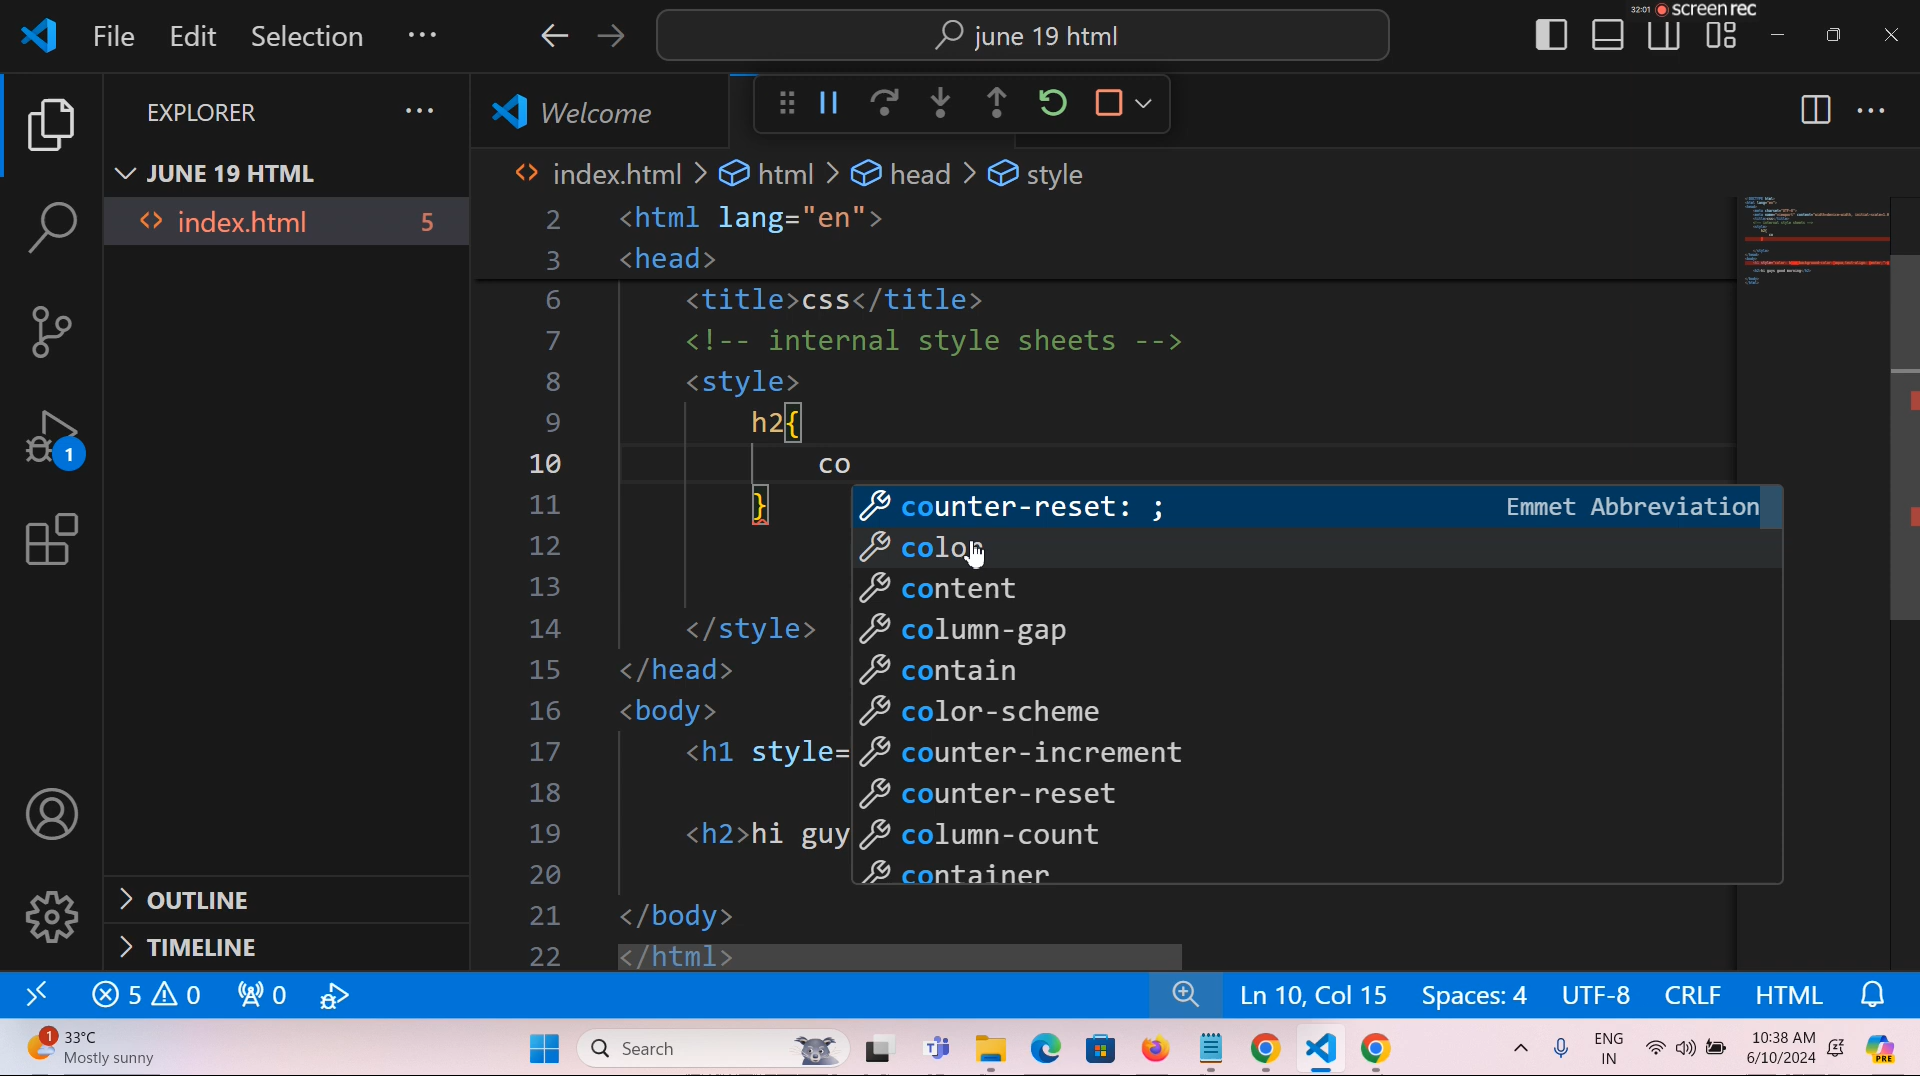 32:01 screen rec
File Edit Selection ··· june 19 html
EXPLORER ···
Welcome
JUNE 19 HTML
index.html 5
index.html > html > head > style
2 <html lang="en">
3 <head>
6 <title>css</title>
7 <!-- internal style sheets -->
8 <style>
9 h2{
10 co
11 }
12
13
14 </style>
15 </head>
16 <body>
17 <h1 style=
18
19 <h2>hi guy
20
21 </body>
22 </html>
counter-reset: ; Emmet Abbreviation
color
content
column-gap
contain
color-scheme
counter-increment
counter-reset
column-count
container
1
OUTLINE
TIMELINE
5 0 0 Ln 10, Col 15 Spaces: 4 UTF-8 CRLF HTML
1 33°C
Mostly sunny
Search
ENG
IN
10:38 AM
6/10/2024
PRE